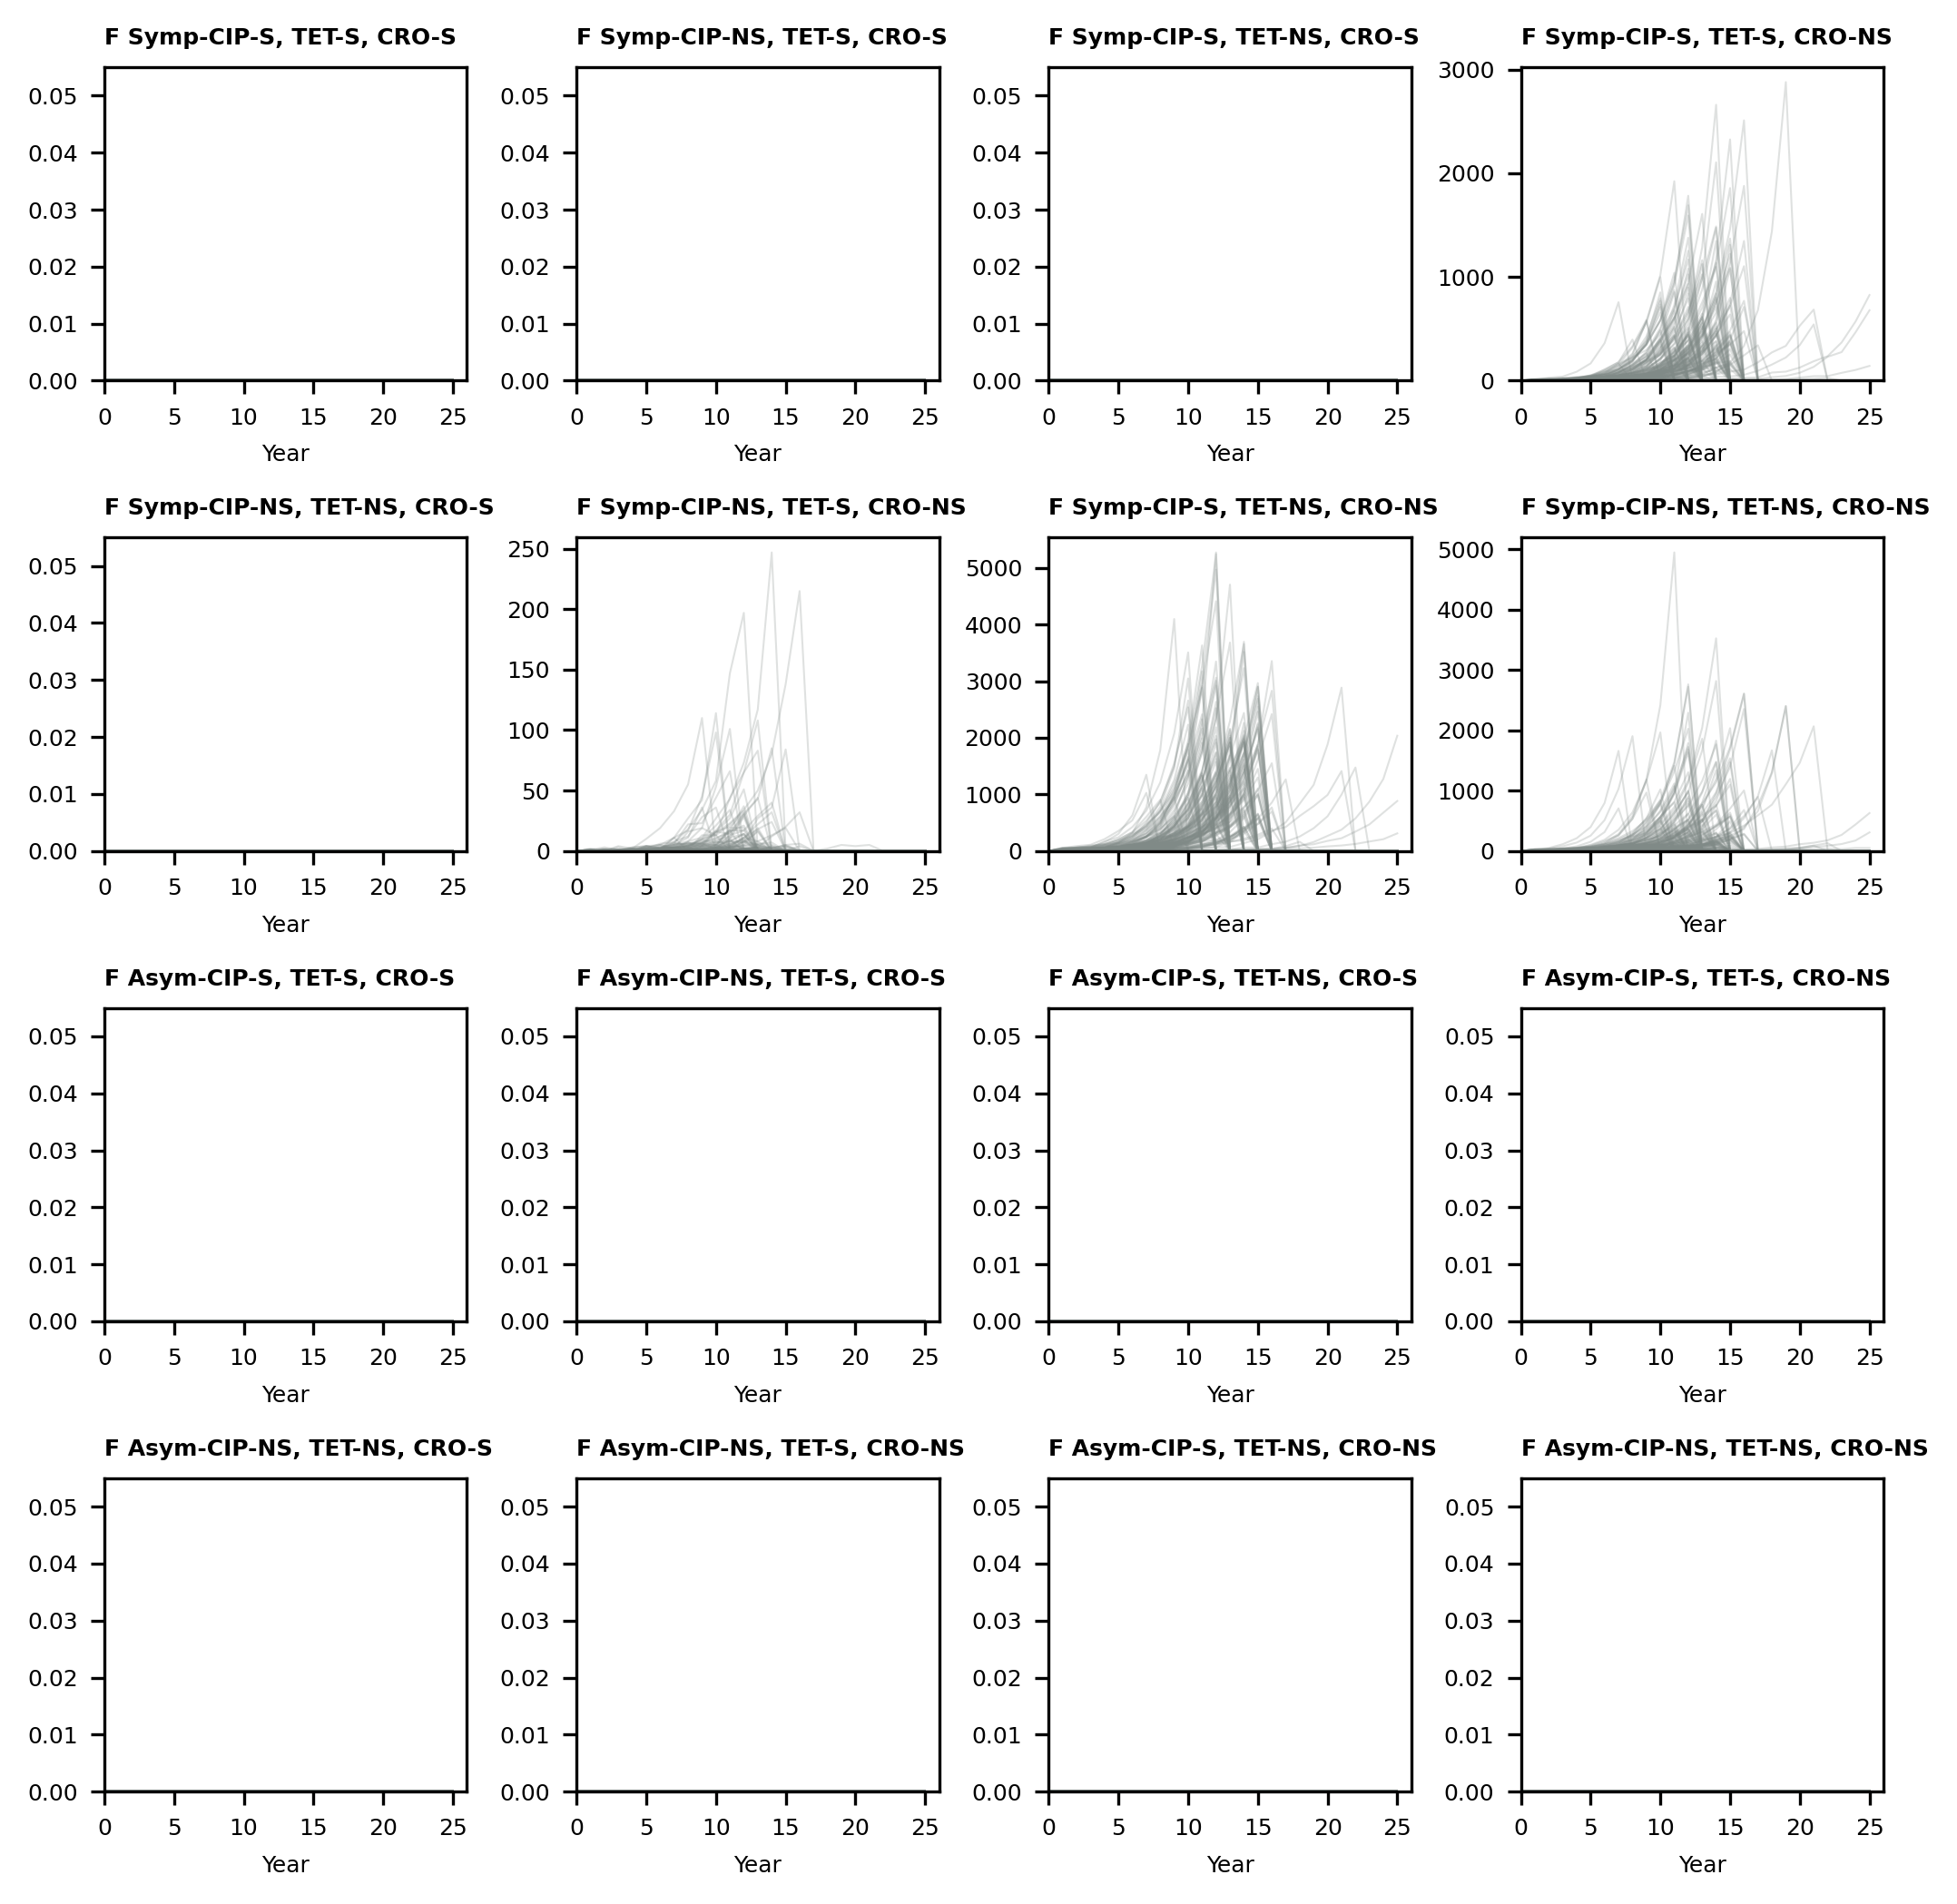 F Symp-CIP-S, TET-S, CRO-S
0.05
0.04
0.03
0.02
0.01
0.00
0 5 10 15 20 25
Year
F Symp-CIP-NS, TET-S, CRO-S
0.05
0.04
0.03
0.02
0.01
0.00
0 5 10 15 20 25
Year
F Symp-CIP-S, TET-NS, CRO-S
0.05
0.04
0.03
0.02
0.01
0.00
0 5 10 15 20 25
Year
F Symp-CIP-S, TET-S, CRO-NS
3000
2000
1000
0
0 5 10 15 20 25
Year
F Symp-CIP-NS, TET-NS, CRO-S
0.05
0.04
0.03
0.02
0.01
0.00
0 5 10 15 20 25
Year
F Symp-CIP-NS, TET-S, CRO-NS
250
200
150
100
50
0
0 5 10 15 20 25
Year
F Symp-CIP-S, TET-NS, CRO-NS
5000
4000
3000
2000
1000
0
0 5 10 15 20 25
Year
F Symp-CIP-NS, TET-NS, CRO-NS
5000
4000
3000
2000
1000
0
0 5 10 15 20 25
Year
F Asym-CIP-S, TET-S, CRO-S
0.05
0.04
0.03
0.02
0.01
0.00
0 5 10 15 20 25
Year
F Asym-CIP-NS, TET-S, CRO-S
0.05
0.04
0.03
0.02
0.01
0.00
0 5 10 15 20 25
Year
F Asym-CIP-S, TET-NS, CRO-S
0.05
0.04
0.03
0.02
0.01
0.00
0 5 10 15 20 25
Year
F Asym-CIP-S, TET-S, CRO-NS
0.05
0.04
0.03
0.02
0.01
0.00
0 5 10 15 20 25
Year
F Asym-CIP-NS, TET-NS, CRO-S
0.05
0.04
0.03
0.02
0.01
0.00
0 5 10 15 20 25
Year
F Asym-CIP-NS, TET-S, CRO-NS
0.05
0.04
0.03
0.02
0.01
0.00
0 5 10 15 20 25
Year
F Asym-CIP-S, TET-NS, CRO-NS
0.05
0.04
0.03
0.02
0.01
0.00
0 5 10 15 20 25
Year
F Asym-CIP-NS, TET-NS, CRO-NS
0.05
0.04
0.03
0.02
0.01
0.00
0 5 10 15 20 25
Year